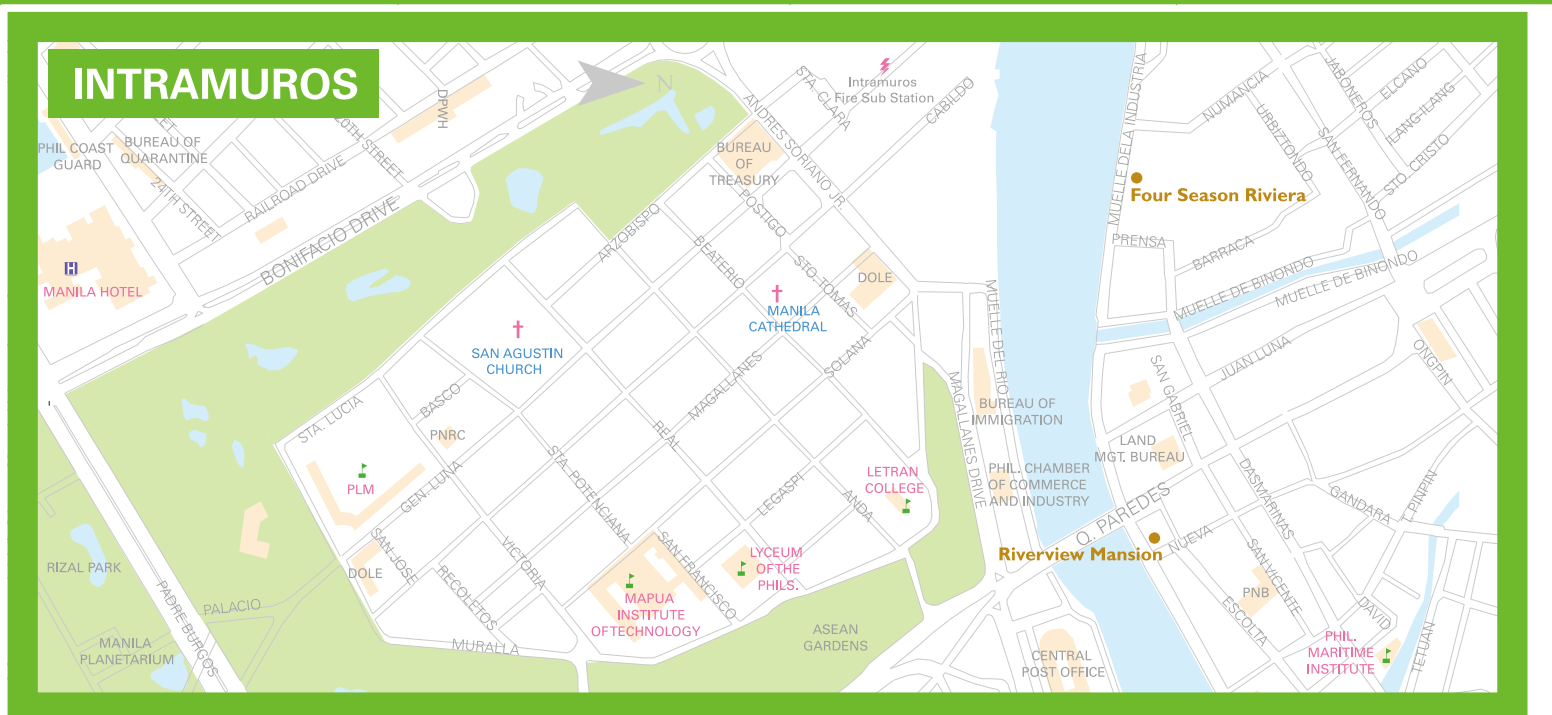 INTRAMUROS
N
Intramuros
Fire Sub Station
STA. CLARA
CABILDO
ANDRES SORIANO JR.
DPWH
20TH STREET
PHIL COAST
GUARD
BUREAU OF
QUARANTINE
24TH STREET
RAILROAD DRIVE
BONIFACIO DRIVE
H
MANILA HOTEL
BUREAU
OF
TREASURY
POSTIGO
ARZOBISPO
BEATERIO
STO. TOMAS
DOLE
MANILA
CATHEDRAL
SOLANA
MAGALLANES
SAN AGUSTIN
CHURCH
STA. LUCIA
BASCO
PNRC
PLM
GEN. LUNA
REAL
STA. POTENCIANA
LEGASPI
ANDA
LETRAN
COLLEGE
LYCEUM
OFTHE
PHILS.
SAN FRANCISCO
MAPUA
INSTITUTE
OFTECHNOLOGY
VICTORIA
SAN JOSE
DOLE
RECOLETOS
MURALLA
RIZAL PARK
PALACIO
PADRE BURGOS
MANILA
PLANETARIUM
ASEAN
GARDENS
CENTRAL
POST OFFICE
MUELLE DEL RIO
MAGALLANES DRIVE
BUREAU OF
IMMIGRATION
PHIL. CHAMBER
OF COMMERCE
AND INDUSTRY
MUELLE DELA INDUSTRIA
Four Season Riviera
NUMANCIA
URBIZTONDO
JABONEROS
ELCANO
LANG-ILANG
SAN FERNANDO
STO. CRISTO
PRENSA
BARRACA
MUELLE DE BINONDO
MUELLE DE BINONDO
JUAN LUNA
ONGPIN
SAN GABRIEL
LAND
MGT. BUREAU
DASMARINAS
GANDARA
T. PINPIN
Q. PAREDES
Riverview Mansion
NUEVA
SAN VICENTE
PNB
ESCOLTA
DAVID
PHIL.
MARITIME
INSTITUTE
TETUAN